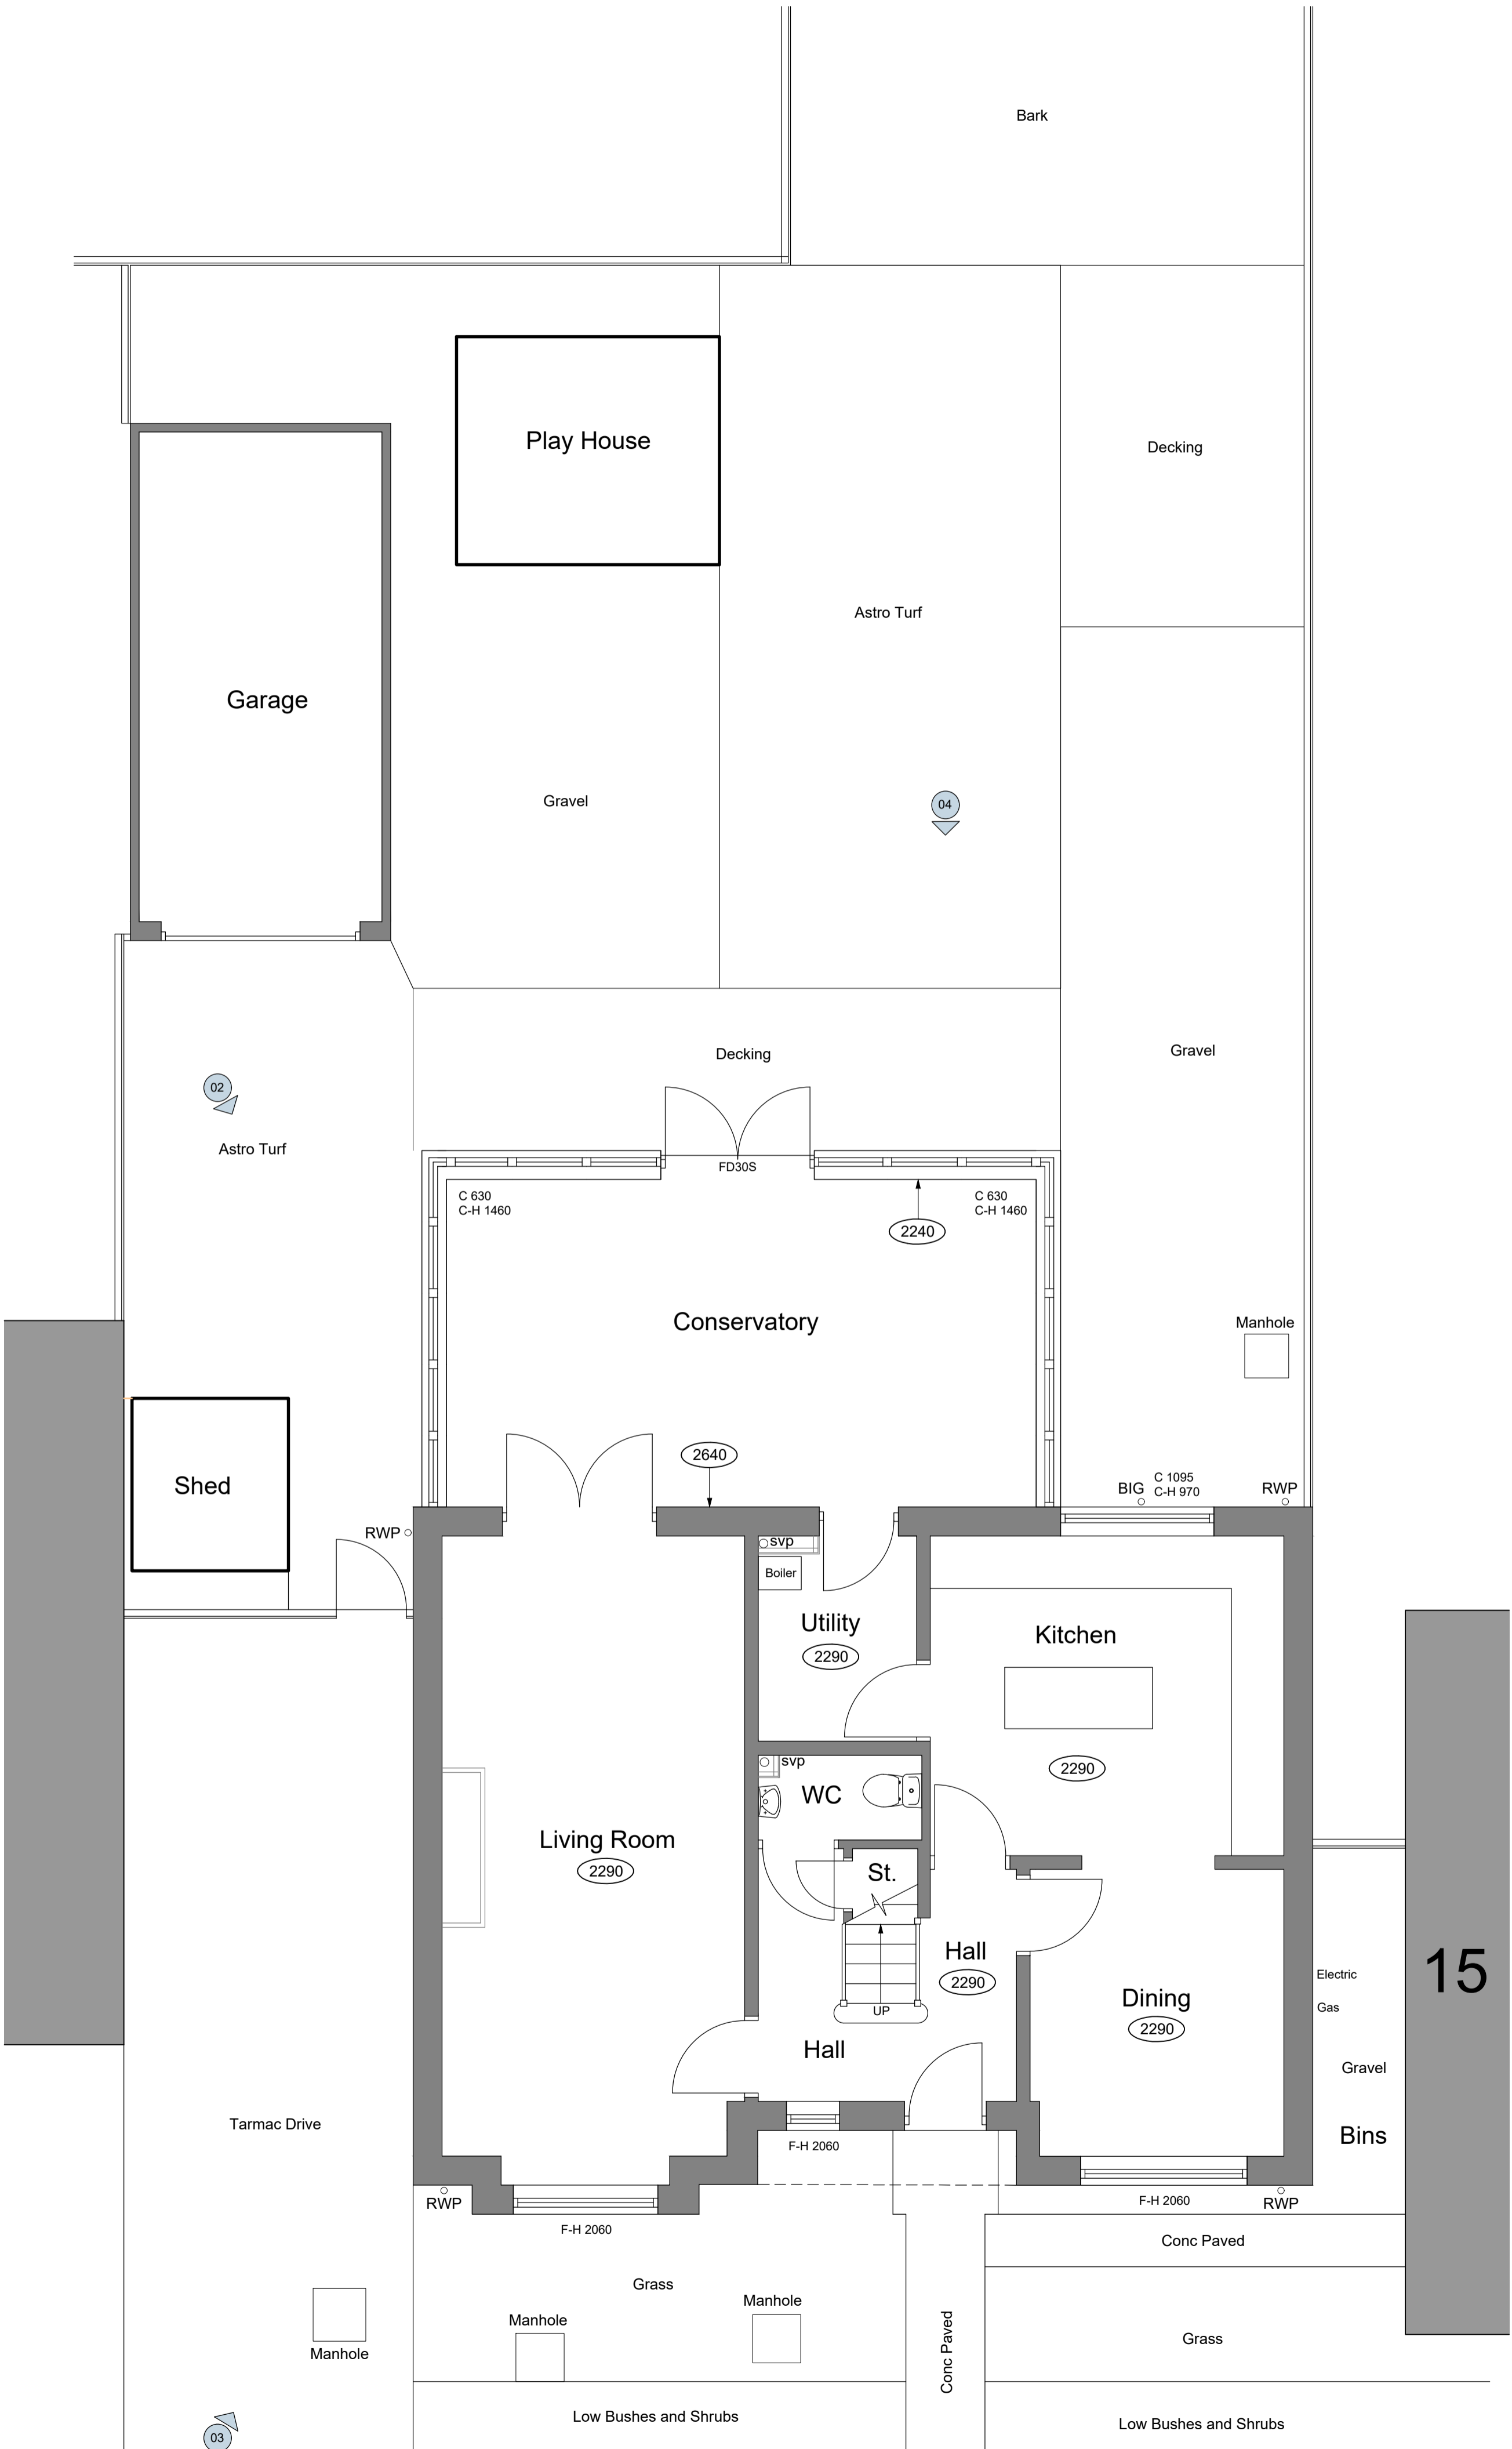 Bark
Play House
Decking
Astro Turf
Garage
Gravel
04
Decking
Gravel
02
Astro Turf
FD30S
C 630
C-H 1460
C 630
C-H 1460
2240
Conservatory
Manhole
2640
Shed
BIG
C 1095
C-H 970
RWP
RWP
svp
Boiler
Utility
2290
Kitchen
2290
svp
WC
Living Room
2290
St.
Hall
2290
UP
Hall
Dining
2290
Electric
Gas
15
Gravel
Bins
Tarmac Drive
F-H 2060
RWP
F-H 2060
F-H 2060
RWP
Conc Paved
Grass
Manhole
Manhole
Manhole
Conc Paved
Grass
Low Bushes and Shrubs
Low Bushes and Shrubs
03